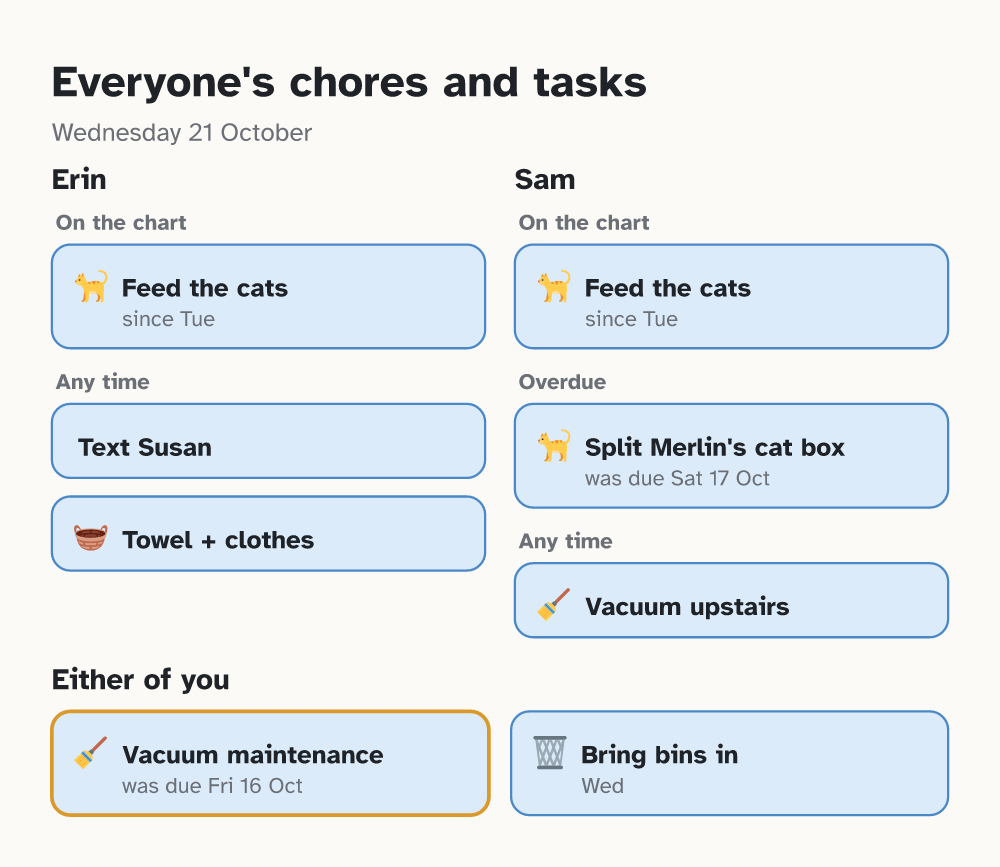 Everyone's chores and tasks
Wednesday 21 October
Erin
On the chart
Feed the cats
since Tue
Any time
Text Susan
Towel + clothes
Sam
On the chart
Feed the cats
since Tue
Overdue
Split Merlin's cat box
was due Sat 17 Oct
Any time
Vacuum upstairs
Either of you
Vacuum maintenance
was due Fri 16 Oct
Bring bins in
Wed